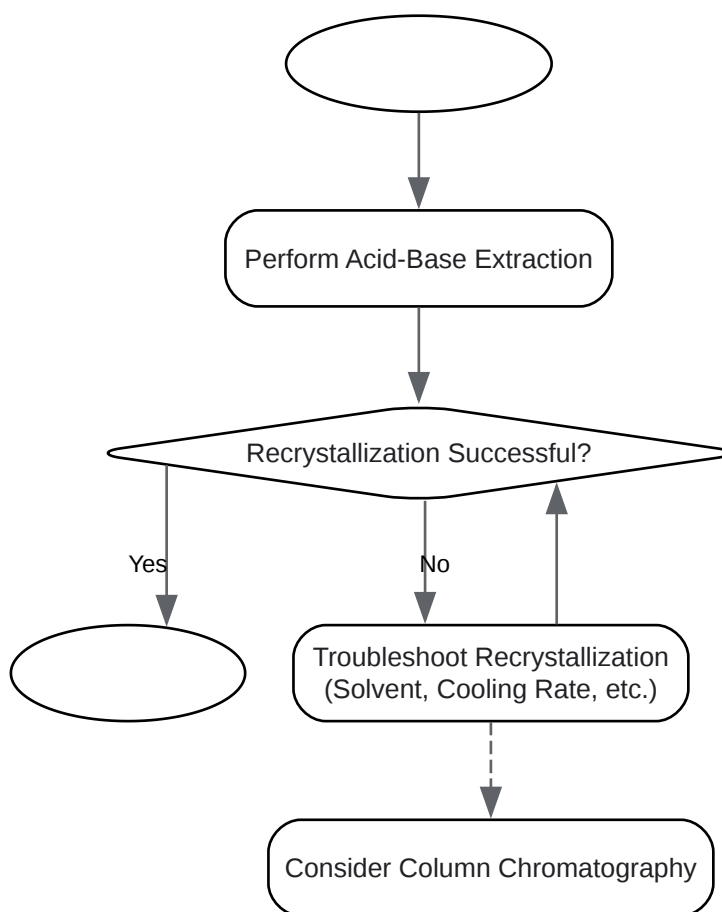 Perform Acid-Base Extraction
Recrystallization Successful?
Yes
No
Troubleshoot Recrystallization
(Solvent, Cooling Rate, etc.)
Consider Column Chromatography